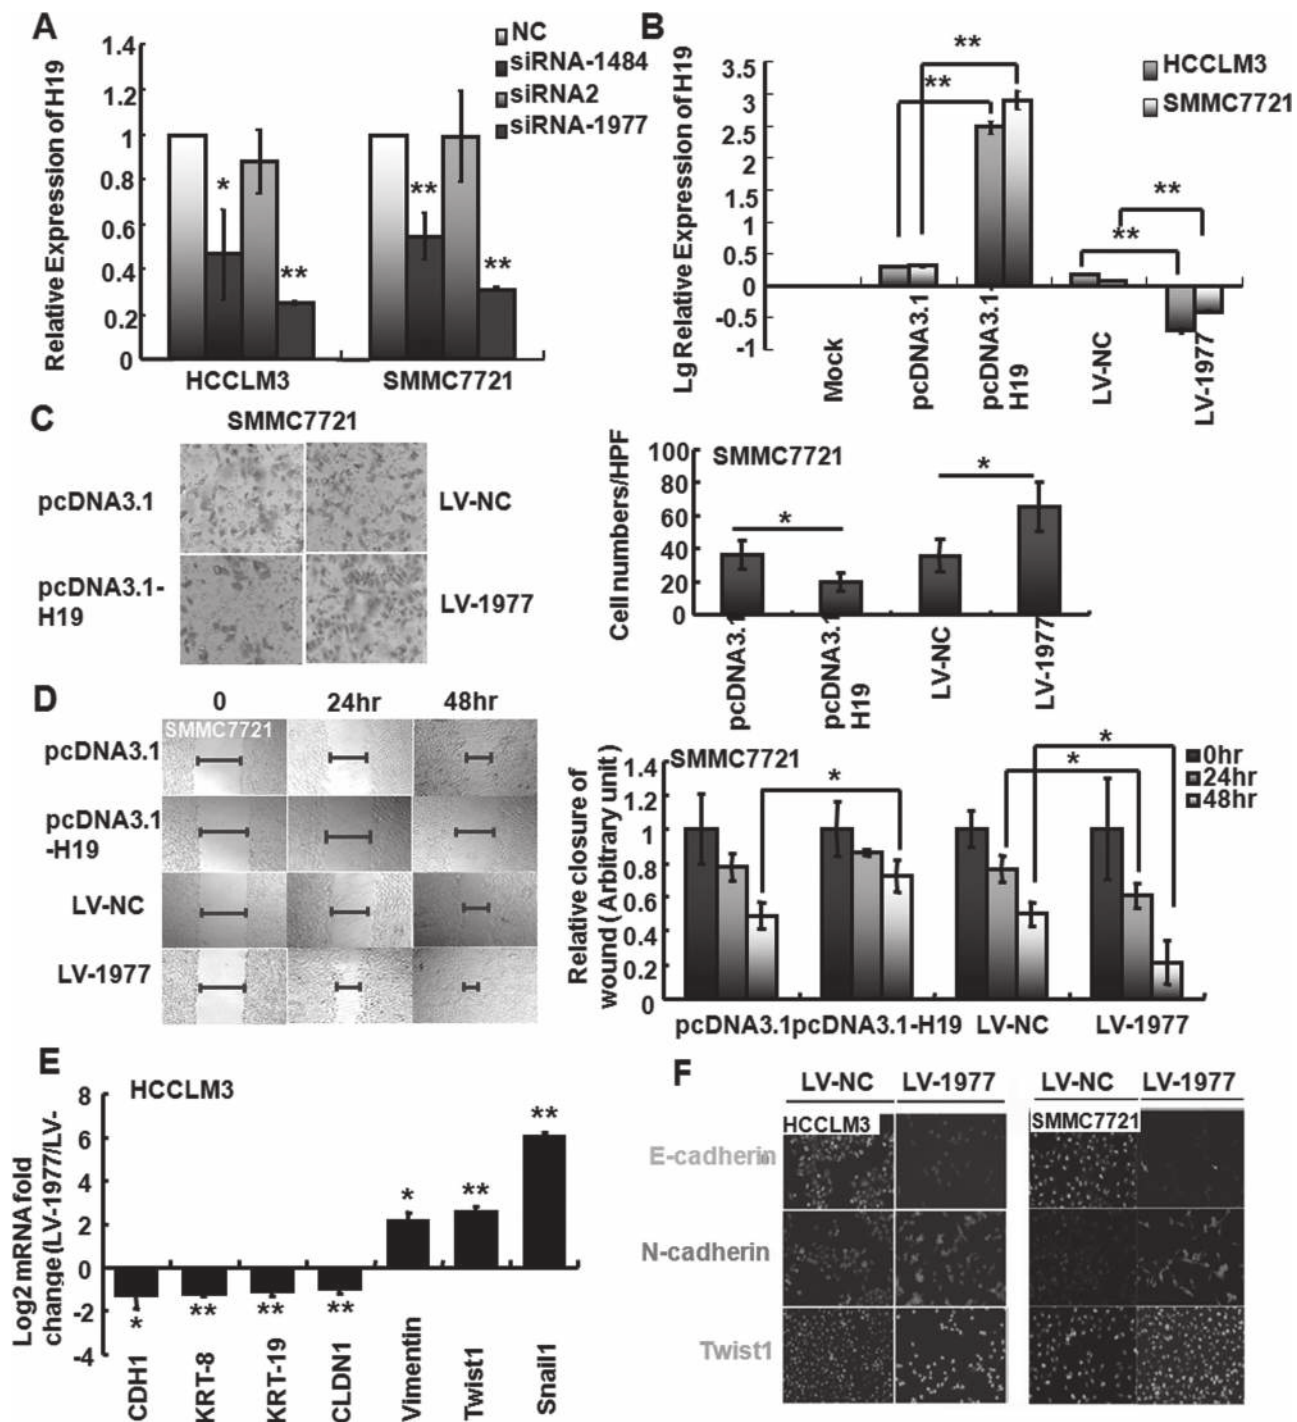 A
Relative Expression of H19
1.4
1.2
1
0.8
0.6
0.4
0.2
0
NC
siRNA-1484
siRNA2
siRNA-1977
*
**
**
**
HCCLM3
SMMC7721
B
Lg Relative Expression of H19
3.5
3
2.5
2
1.5
1
0.5
0
-0.5
-1
HCCLM3
SMMC7721
**
**
**
**
Mock
pcDNA3.1
pcDNA3.1
H19
LV-NC
LV-1977
C
SMMC7721
pcDNA3.1
LV-NC
pcDNA3.1-
H19
LV-1977
Cell numbers/HPF
100
80
60
40
20
0
SMMC7721
*
*
pcDNA3.1
pcDNA3.1
H19
LV-NC
LV-1977
D
0
24hr
48hr
SMMC7721
pcDNA3.1
pcDNA3.1
-H19
LV-NC
LV-1977
Relative closure of
wound ( Arbitrary unit )
SMMC7721
1.4
1.2
1
0.8
0.6
0.4
0.2
0
*
*
*
0hr
24hr
48hr
pcDNA3.1
pcDNA3.1-H19
LV-NC
LV-1977
E
HCCLM3
Log2 mRNA fold
change (LV-1977/LV-
8
6
4
2
0
-2
-4
*
**
**
**
*
**
**
CDH1
KRT-8
KRT-19
CLDN1
Vimentin
Twist1
Snail1
F
LV-NC
LV-1977
LV-NC
LV-1977
HCCLM3
SMMC7721
E-cadherin
N-cadherin
Twist1